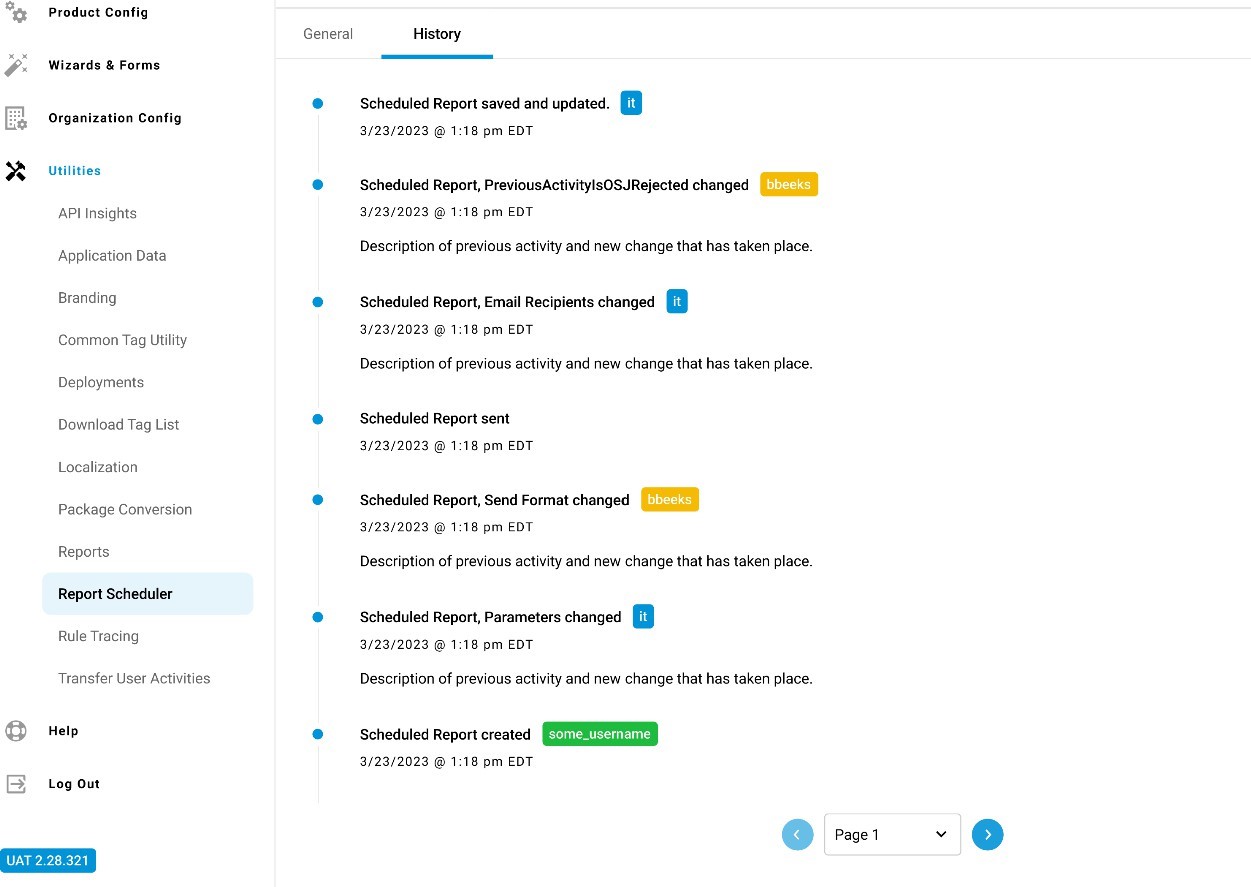 Product Config
Wizards & Forms
Organization Config
Utilities
API Insights
Application Data
Branding
Common Tag Utility
Deployments
Download Tag List
Localization
Package Conversion
Reports
Report Scheduler
Rule Tracing
Transfer User Activities
Help
Log Out
UAT 2.28.321
General History
Scheduled Report saved and updated. it
3/23/2023 @ 1:18 pm EDT
Scheduled Report, PreviousActivityIsOSJRejected changed bbeeks
3/23/2023 @ 1:18 pm EDT
Description of previous activity and new change that has taken place.
Scheduled Report, Email Recipients changed it
3/23/2023 @ 1:18 pm EDT
Description of previous activity and new change that has taken place.
Scheduled Report sent
3/23/2023 @ 1:18 pm EDT
Scheduled Report, Send Format changed bbeeks
3/23/2023 @ 1:18 pm EDT
Description of previous activity and new change that has taken place.
Scheduled Report, Parameters changed it
3/23/2023 @ 1:18 pm EDT
Description of previous activity and new change that has taken place.
Scheduled Report created some_username
3/23/2023 @ 1:18 pm EDT
Page 1